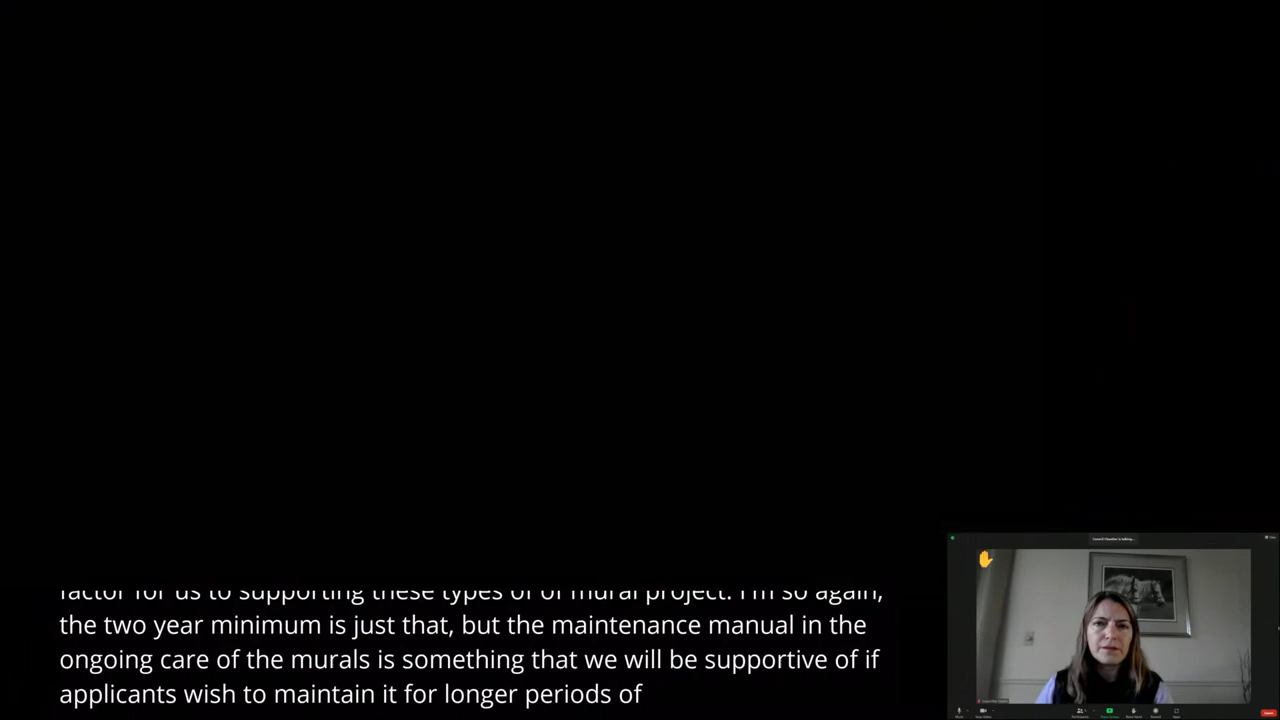 factor for us to supporting these types of of mural project. I'm so again,
the two year minimum is just that, but the maintenance manual in the
ongoing care of the murals is something that we will be supportive of if
applicants wish to maintain it for longer periods of